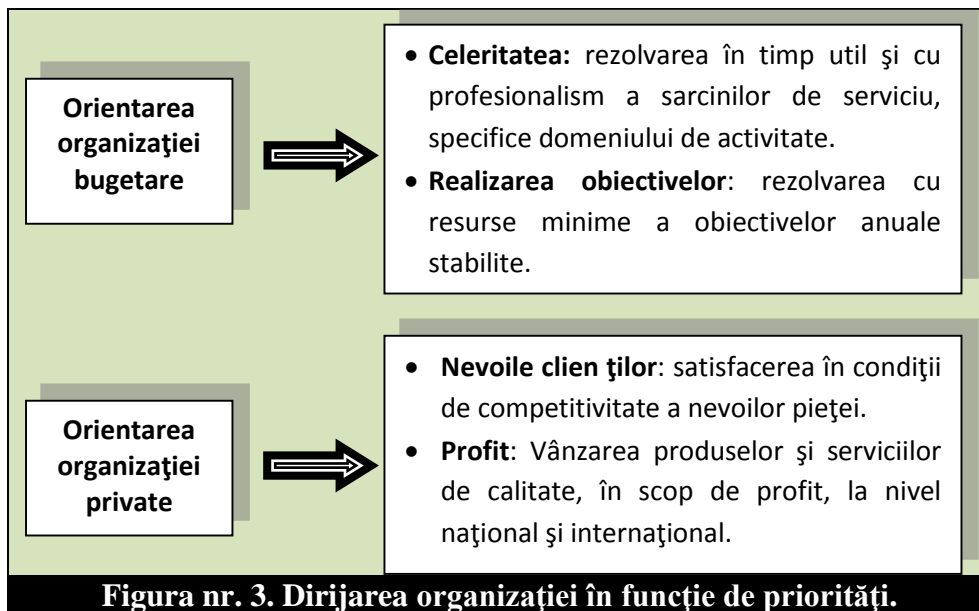 Orientarea
organizaţiei
bugetare
• Celeritatea: rezolvarea în timp util şi cu
profesionalism a sarcinilor de serviciu,
specifice domeniului de activitate.
• Realizarea obiectivelor: rezolvarea cu
resurse minime a obiectivelor anuale
stabilite.
Orientarea
organizaţiei
private
• Nevoile clien ţilor: satisfacerea în condiţii
de competitivitate a nevoilor pieţei.
• Profit: Vânzarea produselor şi serviciilor
de calitate, în scop de profit, la nivel
naţional şi internaţional.
Figura nr. 3. Dirijarea organizaţiei în funcţie de priorităţi.